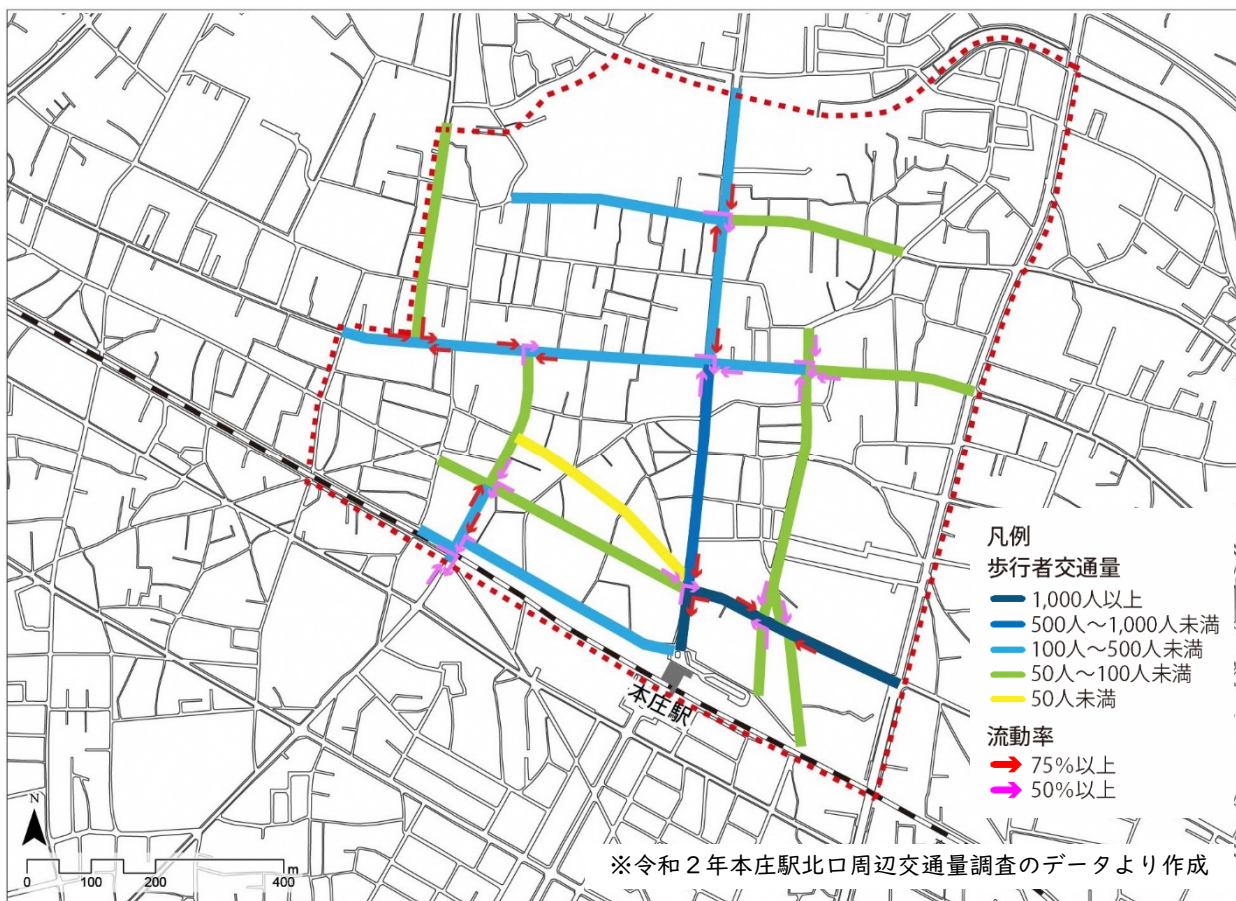 凡例
歩行者交通量
1,000人以上
500人～1,000人未満
100人～500人未満
50人～100人未満
50人未満
流動率
75%以上
50%以上
本庄駅
N
0 100 200 400 m
※令和２年本庄駅北口周辺交通量調査のデータより作成